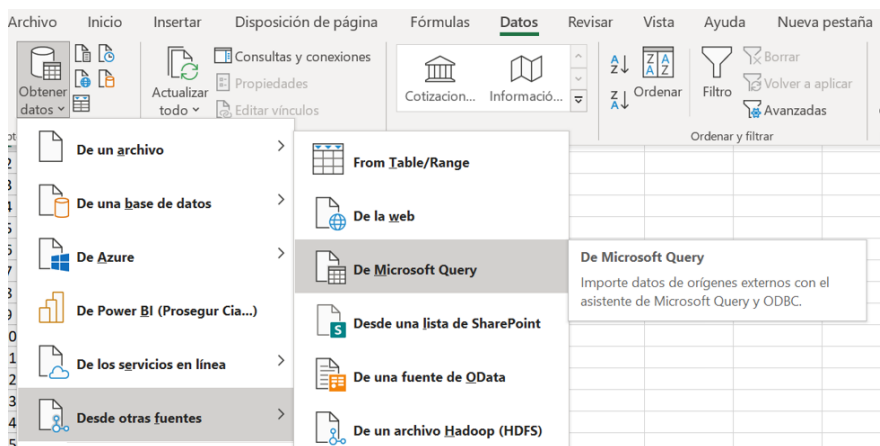 Archivo Inicio Insertar Disposición de página Fórmulas Datos Revisar Vista Ayuda Nueva pestaña
Obtener datos
Actualizar todo
Consultas y conexiones
Propiedades
Editar vínculos
Cotizacion... Informació...
Ordenar
Filtro
Borrar
Volver a aplicar
Avanzadas
Ordenar y filtrar
De un archivo
De una base de datos
De Azure
De Power BI (Prosegur Cia...)
De los servicios en línea
Desde otras fuentes
From Table/Range
De la web
De Microsoft Query
Desde una lista de SharePoint
De una fuente de OData
De un archivo Hadoop (HDFS)
De Microsoft Query
Importe datos de orígenes externos con el
asistente de Microsoft Query y ODBC.